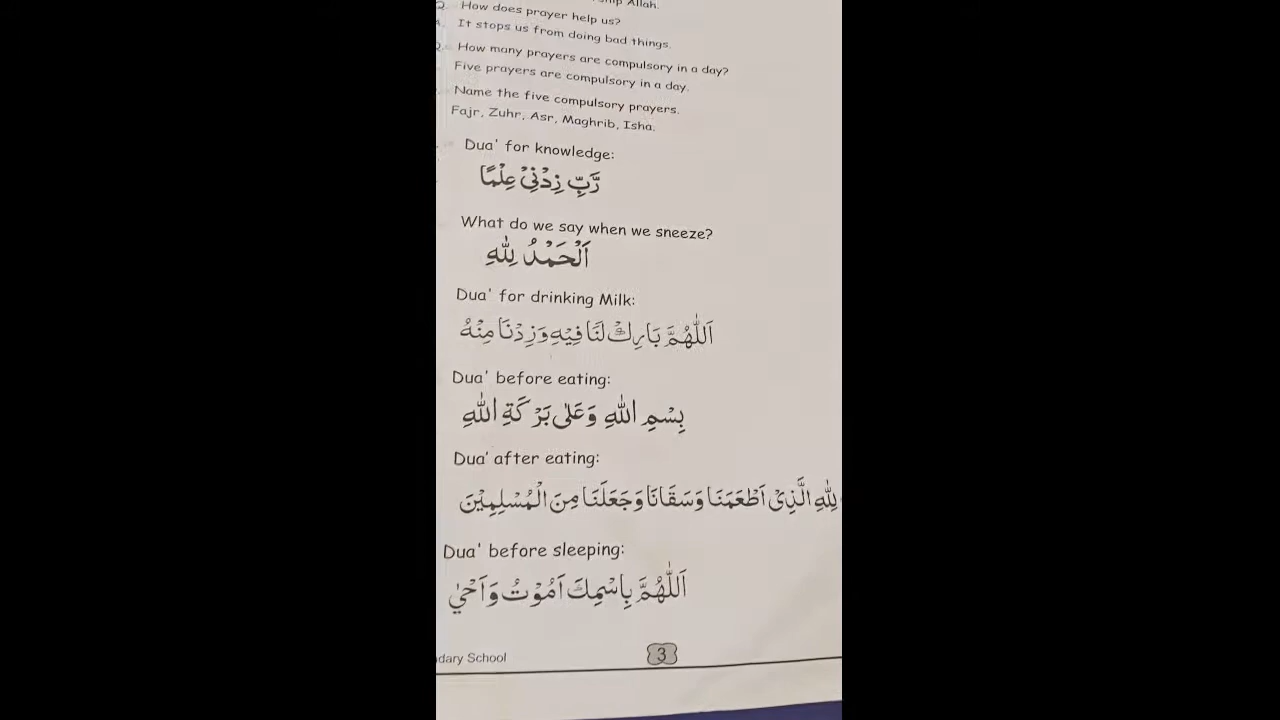 ship Allah.
Q. How does prayer help us?
A. It stops us from doing bad things.
Q. How many prayers are compulsory in a day?
Five prayers are compulsory in a day.
Name the five compulsory prayers.
Fajr, Zuhr, Asr, Maghrib, Isha.
Dua' for knowledge:
رَّبِّ زِدْنِيْ عِلْمًا
What do we say when we sneeze?
اَلْحَمْدُ لِلّٰهِ
Dua' for drinking Milk:
اَللّٰهُمَّ بَارِكْ لَنَا فِيْهِ وَزِدْنَا مِنْهُ
Dua' before eating:
بِسْمِ اللّٰهِ وَعَلٰى بَرَكَةِ اللّٰهِ
Dua' after eating:
لِلّٰهِ الَّذِيْ اَطْعَمَنَا وَسَقَانَا وَجَعَلَنَا مِنَ الْمُسْلِمِيْنَ
Dua' before sleeping:
اَللّٰهُمَّ بِاسْمِكَ اَمُوْتُ وَاَحْيٰ
dary School
3